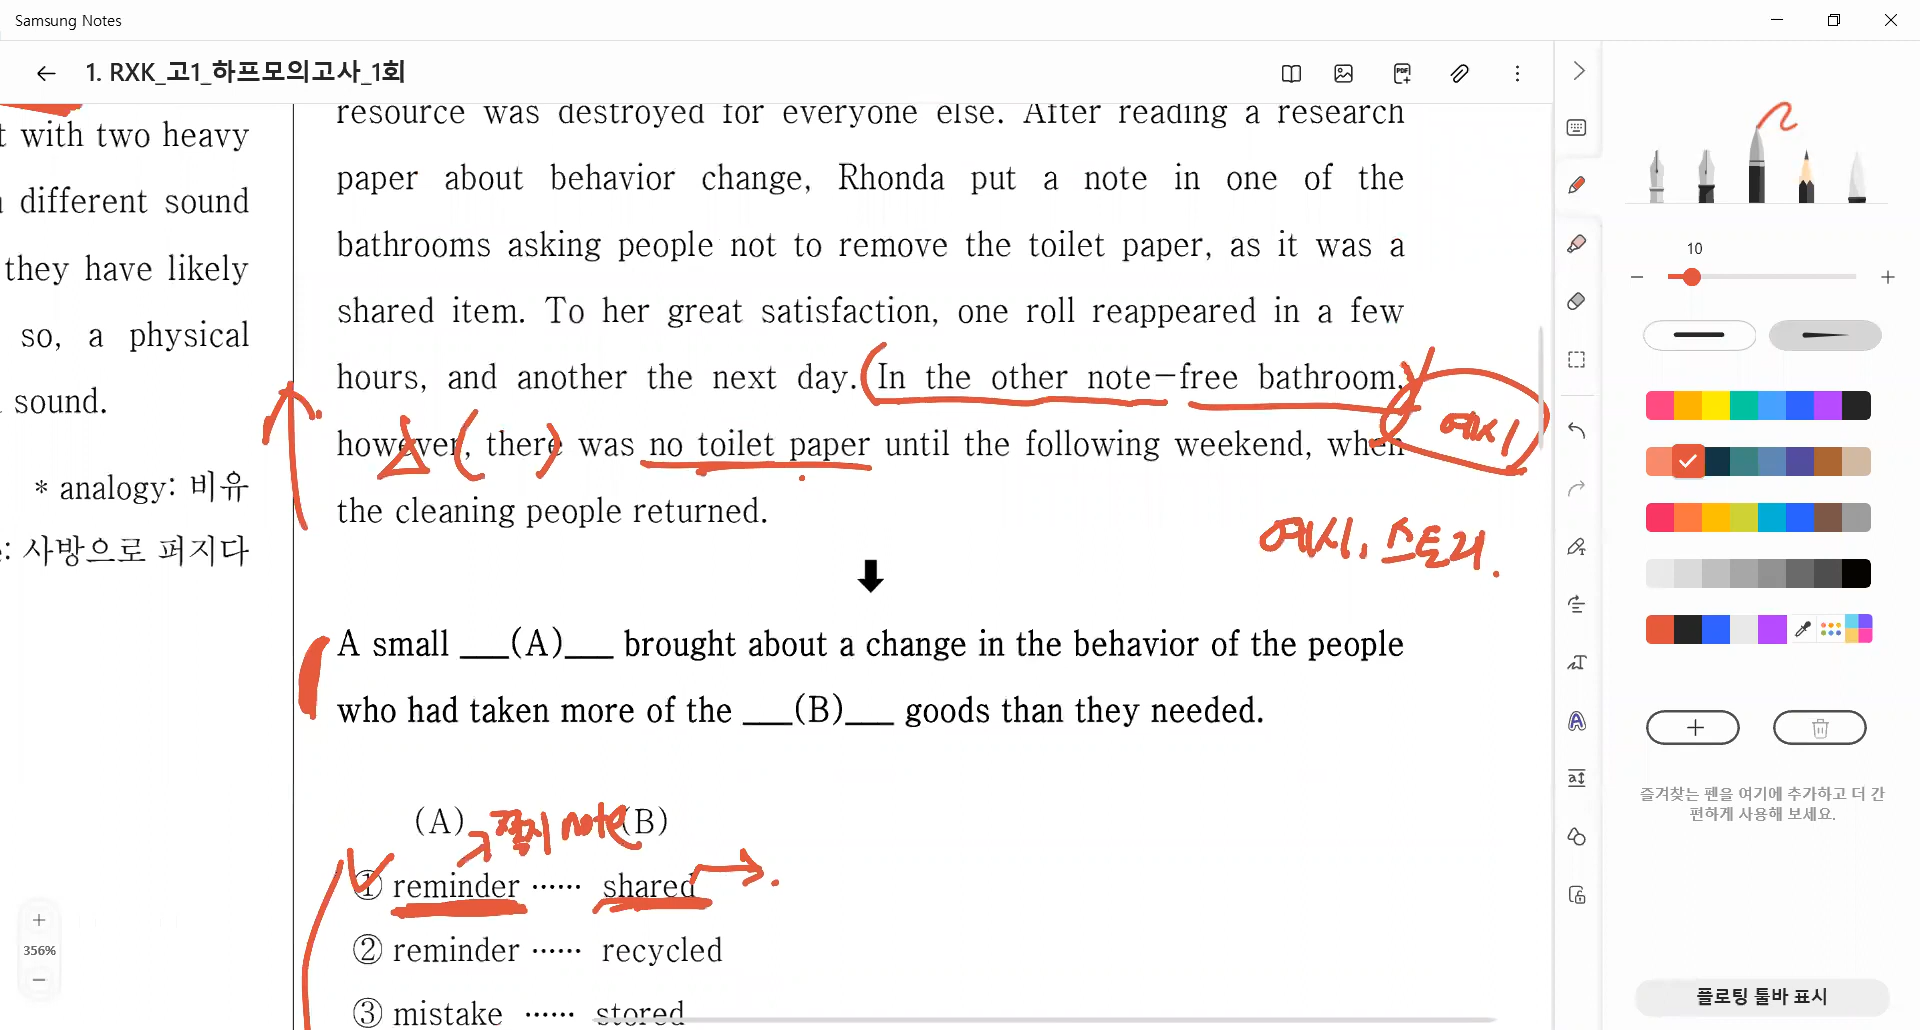 Samsung Notes
1. RXK_고1_하프모의고사_1회
t with two heavy
different sound
they have likely
so, a physical
sound.
* analogy: 비유
: 사방으로 퍼지다
resource was destroyed for everyone else. After reading a research
paper about behavior change, Rhonda put a note in one of the
bathrooms asking people not to remove the toilet paper, as it was a
shared item. To her great satisfaction, one roll reappeared in a few
hours, and another the next day. In the other note-free bathroom,
however, there was no toilet paper until the following weekend, when
the cleaning people returned.
예시1
예시, 스토리.
A small ___(A)___ brought about a change in the behavior of the people
who had taken more of the ___(B)___ goods than they needed.
(A) 쪽지 note (B)
① reminder ······ shared
② reminder ······ recycled
③ mistake ······ stored
356%
10
즐겨찾는 펜을 여기에 추가하고 더 간
편하게 사용해 보세요.
플로팅 툴바 표시